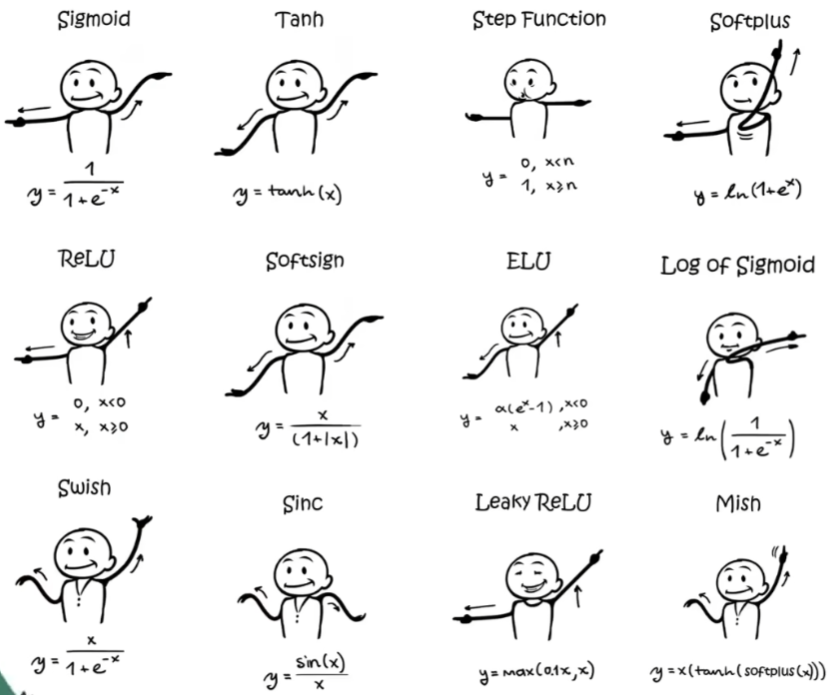 Sigmoid
y = 1 / 1+e^-x
Tanh
y = tanh(x)
Step Function
y = 0, x<n
1, x≥n
Softplus
y = ln(1+e^x)
ReLU
y = 0, x<0
x, x≥0
Softsign
y = x / (1+|x|)
ELU
y = α(e^x-1), x<0
x, x≥0
Log of Sigmoid
y = ln(1 / 1+e^-x)
Swish
y = x / 1+e^-x
Sinc
y = sin(x) / x
Leaky ReLU
y = max(0.1x, x)
Mish
y = x(tanh(softplus(x)))